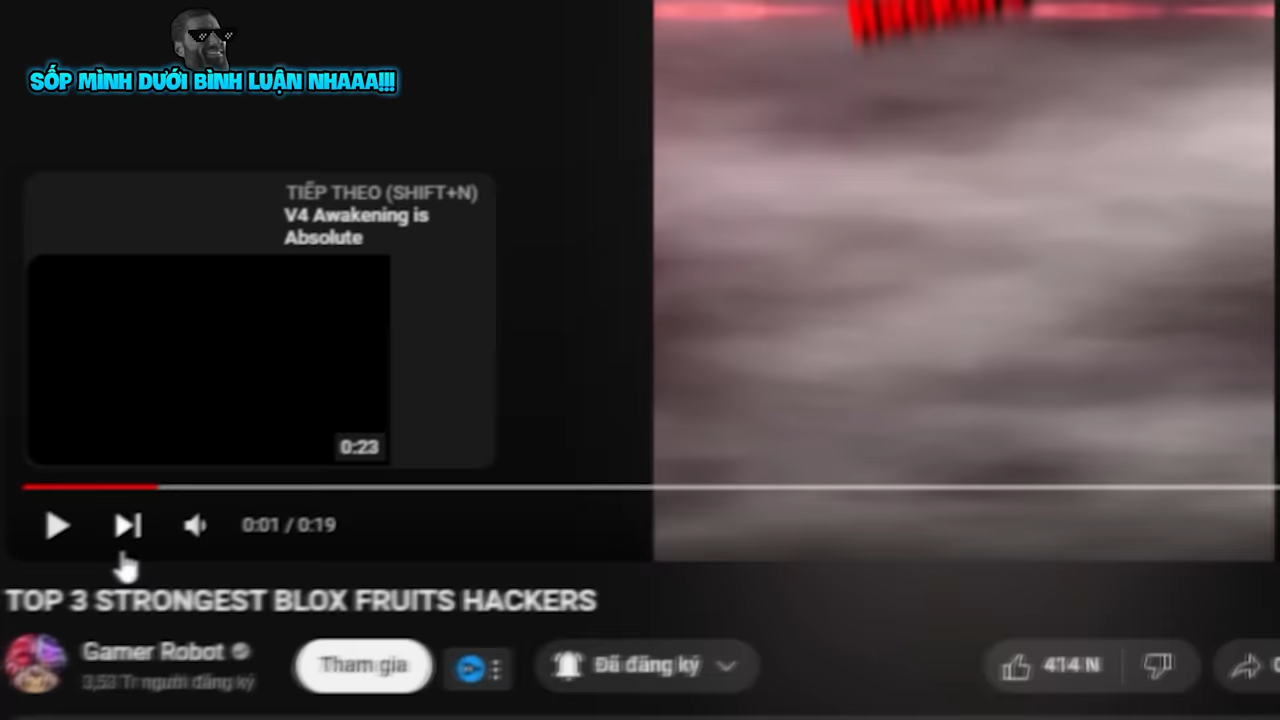 SỐP MÌNH DƯỚI BÌNH LUẬN NHAAA!!!
TIẾP THEO (SHIFT+N)
V4 Awakening is
Absolute
0:23
0:01 / 0:19
TOP 3 STRONGEST BLOX FRUITS HACKERS
Gamer Robot
3,53 Tr người đăng ký
Tham gia
Đã đăng ký
414 N